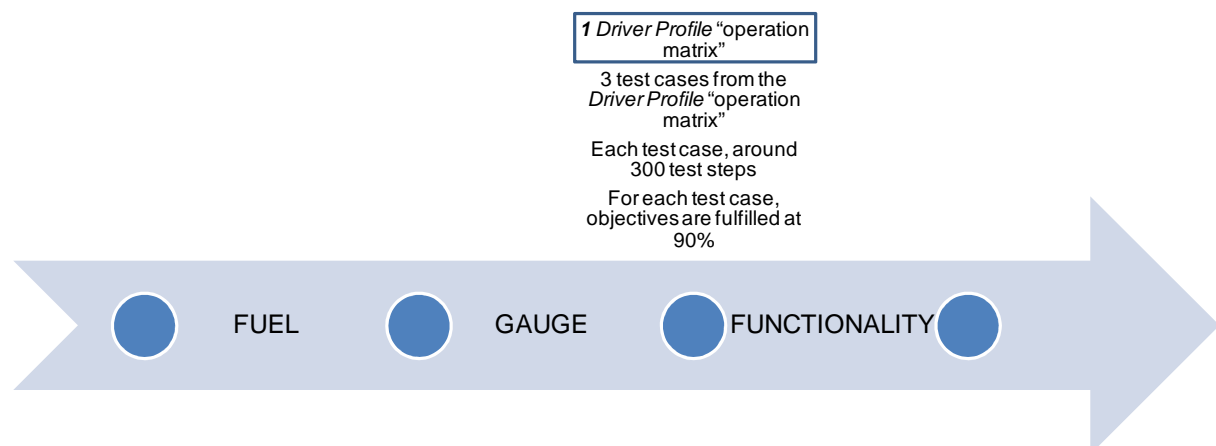 1 Driver Profile “operation
matrix”
3 test cases from the
Driver Profile “operation
matrix”
Each test case, around
300 test steps
For each test case,
objectives are fulfilled at
90%
FUEL GAUGE FUNCTIONALITY